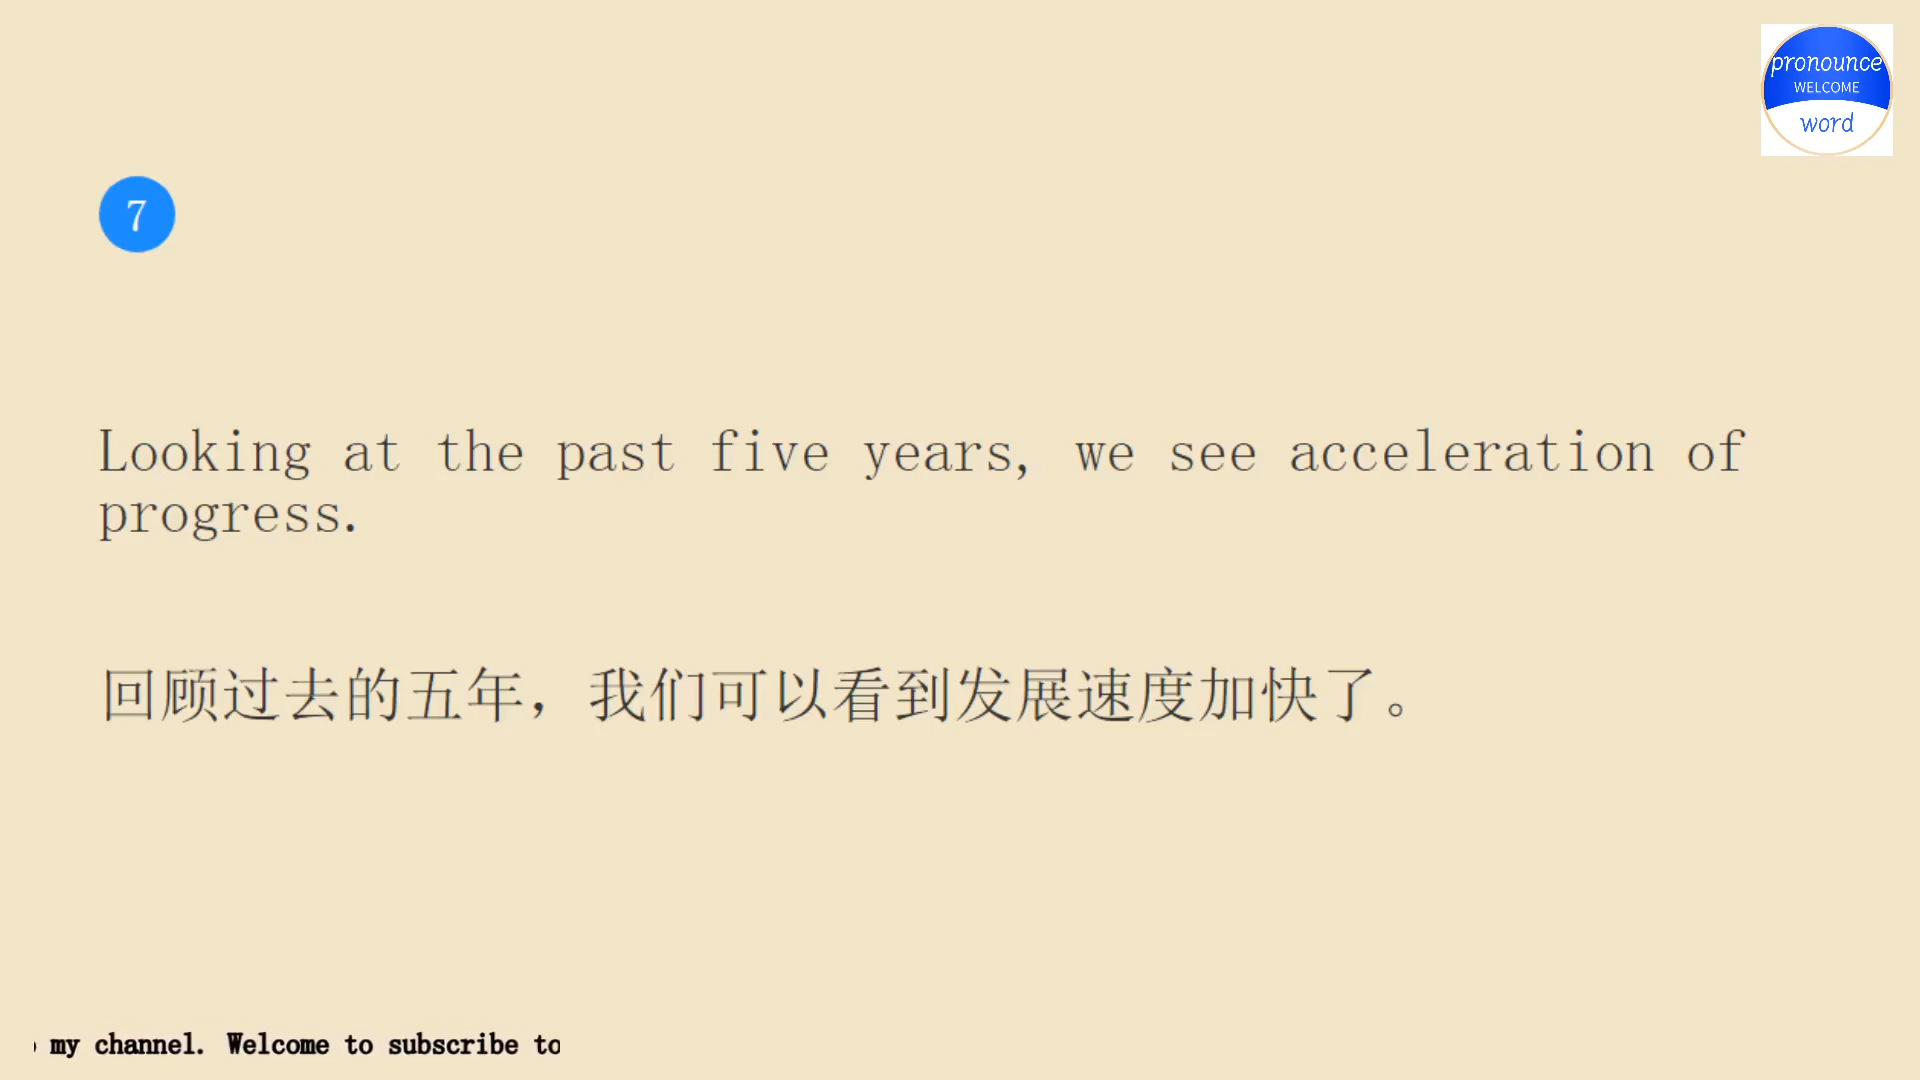 pronounce
WELCOME
word
7
Looking at the past five years, we see acceleration of
progress.
回顾过去的五年，我们可以看到发展速度加快了。
my channel. Welcome to subscribe to